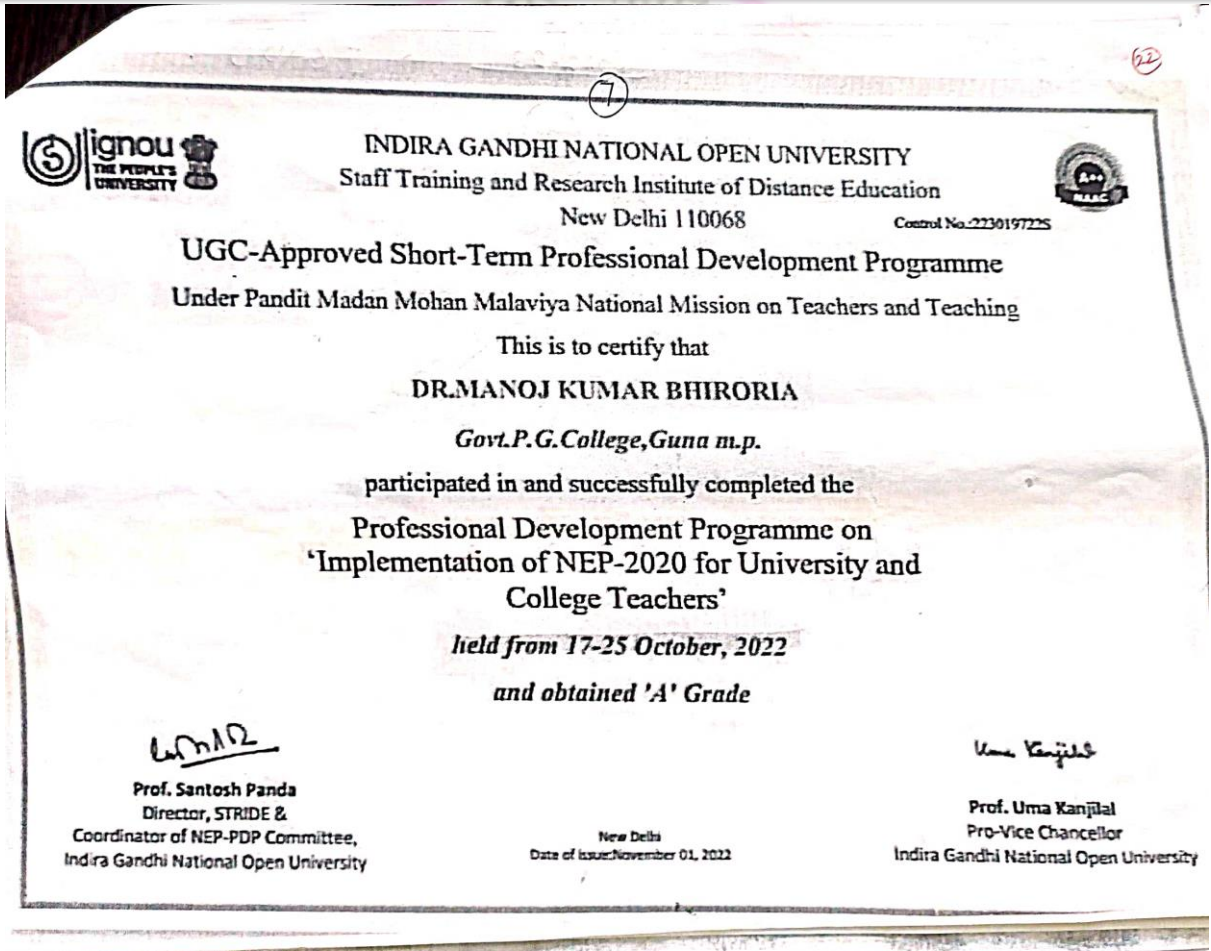 22
7
ignou
THE PEOPLE'S
UNIVERSITY
INDIRA GANDHI NATIONAL OPEN UNIVERSITY
Staff Training and Research Institute of Distance Education
New Delhi 110068
Control No.:223019722S
A++
NAAC
UGC-Approved Short-Term Professional Development Programme
Under Pandit Madan Mohan Malaviya National Mission on Teachers and Teaching
This is to certify that
DR.MANOJ KUMAR BHIRORIA
Govt.P.G.College,Guna m.p.
participated in and successfully completed the
Professional Development Programme on
‘Implementation of NEP-2020 for University and
College Teachers’
held from 17-25 October, 2022
and obtained 'A' Grade
Prof. Santosh Panda
Director, STRIDE &
Coordinator of NEP-PDP Committee,
Indira Gandhi National Open University
New Delhi
Date of issue:November 01, 2022
Uma Kanjilal
Prof. Uma Kanjilal
Pro-Vice Chancellor
Indira Gandhi National Open University